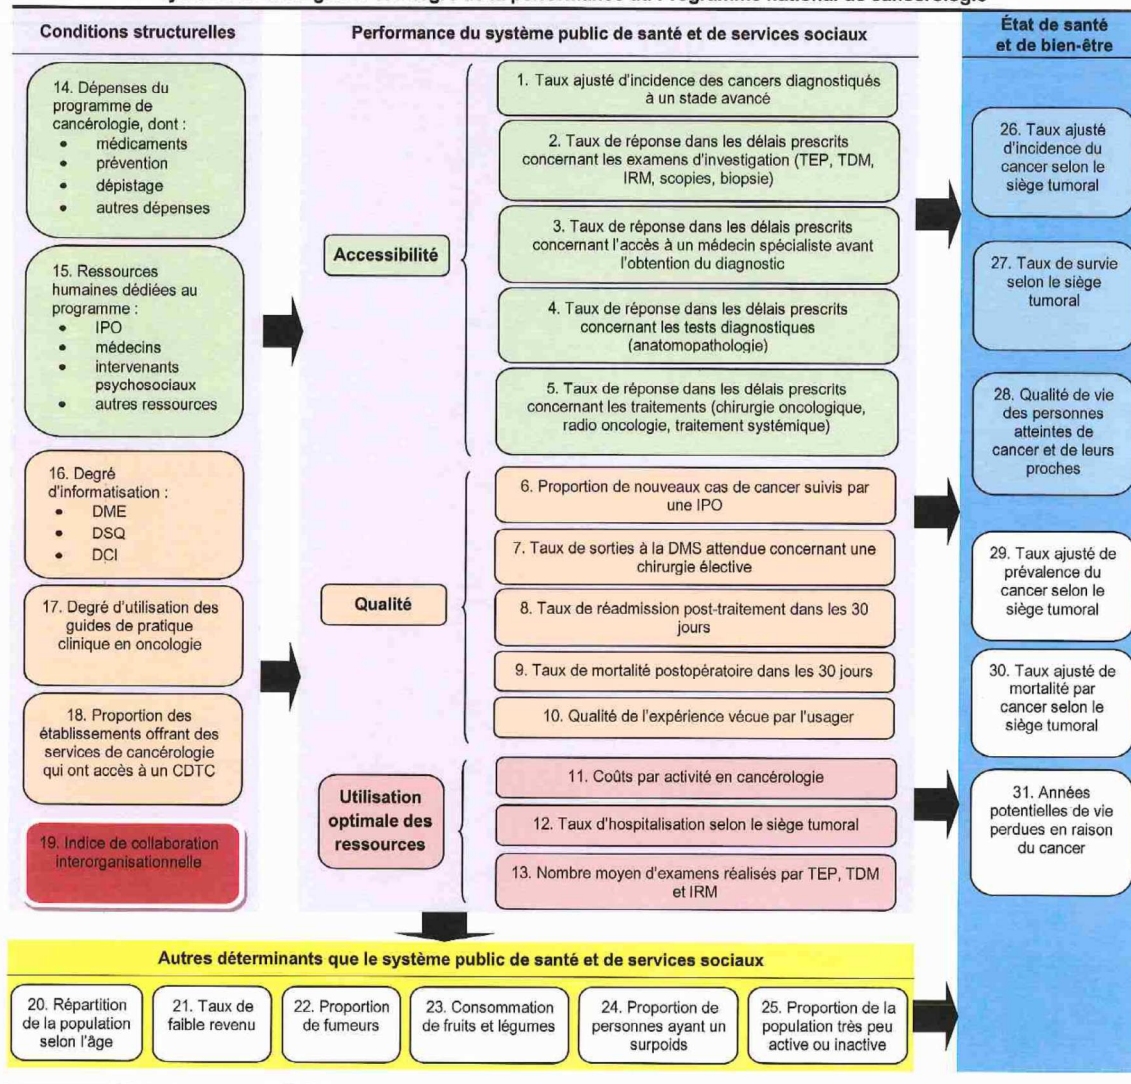 Conditions structurelles
14. Dépenses du
programme de
cancérologie, dont :
• médicaments
• prévention
• dépistage
• autres dépenses
15. Ressources
humaines dédiées au
programme :
• IPO
• médecins
• intervenants
psychosociaux
• autres ressources
16. Degré
d'informatisation :
• DME
• DSQ
• DCI
17. Degré d'utilisation des
guides de pratique
clinique en oncologie
18. Proportion des
établissements offrant des
services de cancérologie
qui ont accès à un CDTC
19. Indice de collaboration
interorganisationnelle
Performance du système public de santé et de services sociaux
Accessibilité
1. Taux ajusté d'incidence des cancers diagnostiqués
à un stade avancé
2. Taux de réponse dans les délais prescrits
concernant les examens d'investigation (TEP, TDM,
IRM, scopies, biopsie)
3. Taux de réponse dans les délais prescrits
concernant l'accès à un médecin spécialiste avant
l'obtention du diagnostic
4. Taux de réponse dans les délais prescrits
concernant les tests diagnostiques
(anatomopathologie)
5. Taux de réponse dans les délais prescrits
concernant les traitements (chirurgie oncologique,
radio oncologie, traitement systémique)
Qualité
6. Proportion de nouveaux cas de cancer suivis par
une IPO
7. Taux de sorties à la DMS attendue concernant une
chirurgie élective
8. Taux de réadmission post-traitement dans les 30
jours
9. Taux de mortalité postopératoire dans les 30 jours
10. Qualité de l'expérience vécue par l'usager
Utilisation
optimale des
ressources
11. Coûts par activité en cancérologie
12. Taux d'hospitalisation selon le siège tumoral
13. Nombre moyen d'examens réalisés par TEP, TDM
et IRM
État de santé
et de bien-être
26. Taux ajusté
d'incidence du
cancer selon le
siège tumoral
27. Taux de survie
selon le siège
tumoral
28. Qualité de vie
des personnes
atteintes de
cancer et de leurs
proches
29. Taux ajusté de
prévalence du
cancer selon le
siège tumoral
30. Taux ajusté de
mortalité par
cancer selon le
siège tumoral
31. Années
potentielles de vie
perdues en raison
du cancer
Autres déterminants que le système public de santé et de services sociaux
20. Répartition
de la population
selon l'âge
21. Taux de
faible revenu
22. Proportion
de fumeurs
23. Consommation
de fruits et légumes
24. Proportion de
personnes ayant un
surpoids
25. Proportion de la
population très peu
active ou inactive